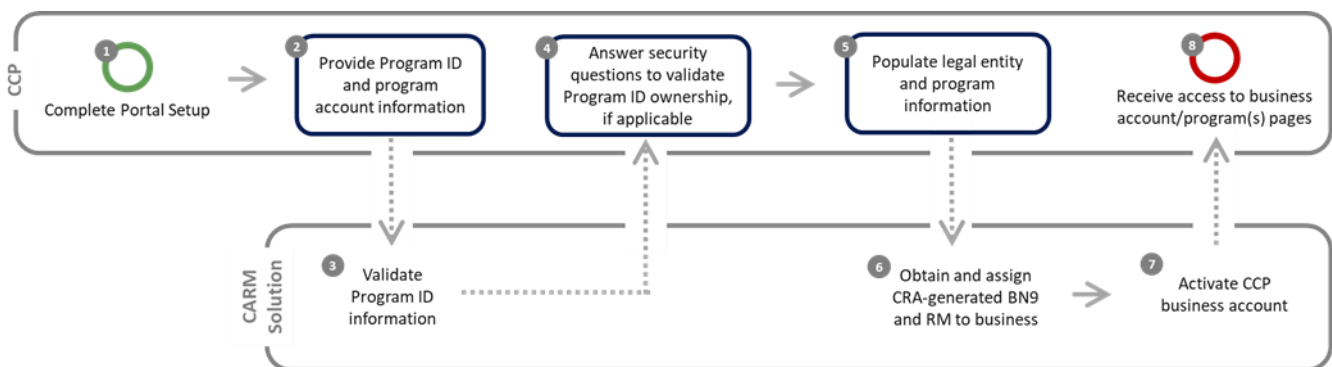 CCP
1
Complete Portal Setup
2
Provide Program ID
and program
account information
4
Answer security
questions to validate
Program ID ownership,
if applicable
5
Populate legal entity
and program
information
8
Receive access to business
account/program(s) pages
CARM
Solution
3
Validate
Program ID
information
6
Obtain and assign
CRA-generated BN9
and RM to business
7
Activate CCP
business account